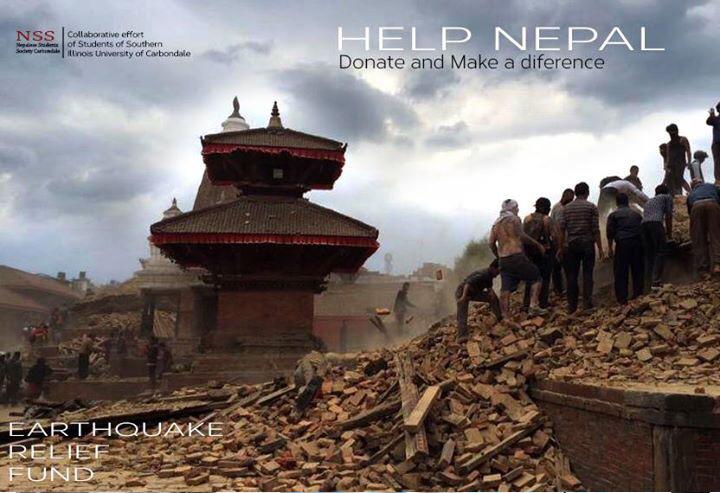 NSS
Nepalese Students
Society Carbondale
Collaborative effort
of Students of Southern
Illinois University of Carbondale
HELP NEPAL
Donate and Make a diference
EARTHQUAKE
RELIEF
FUND